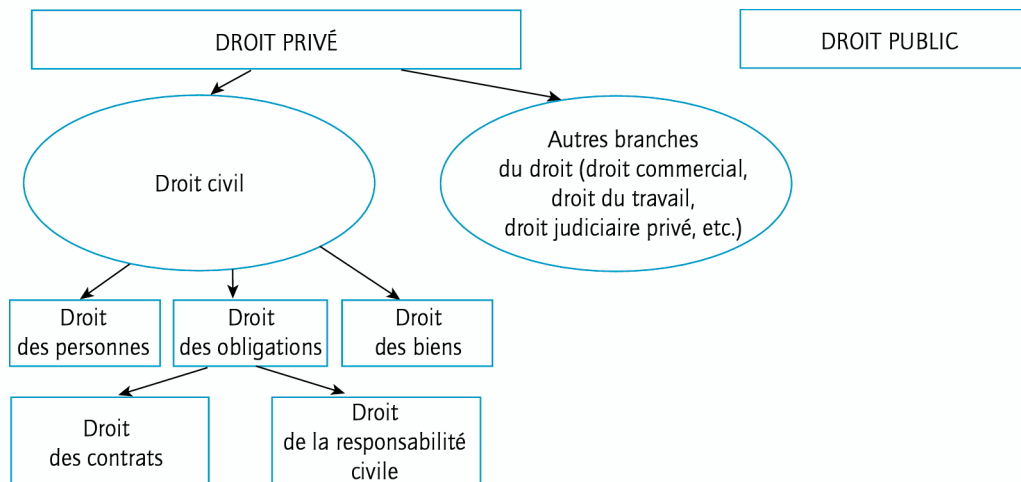 DROIT PRIVÉ
DROIT PUBLIC
Droit civil
Autres branches
du droit (droit commercial,
droit du travail,
droit judiciaire privé, etc.)
Droit
des personnes
Droit
des obligations
Droit
des biens
Droit
des contrats
Droit
de la responsabilité
civile